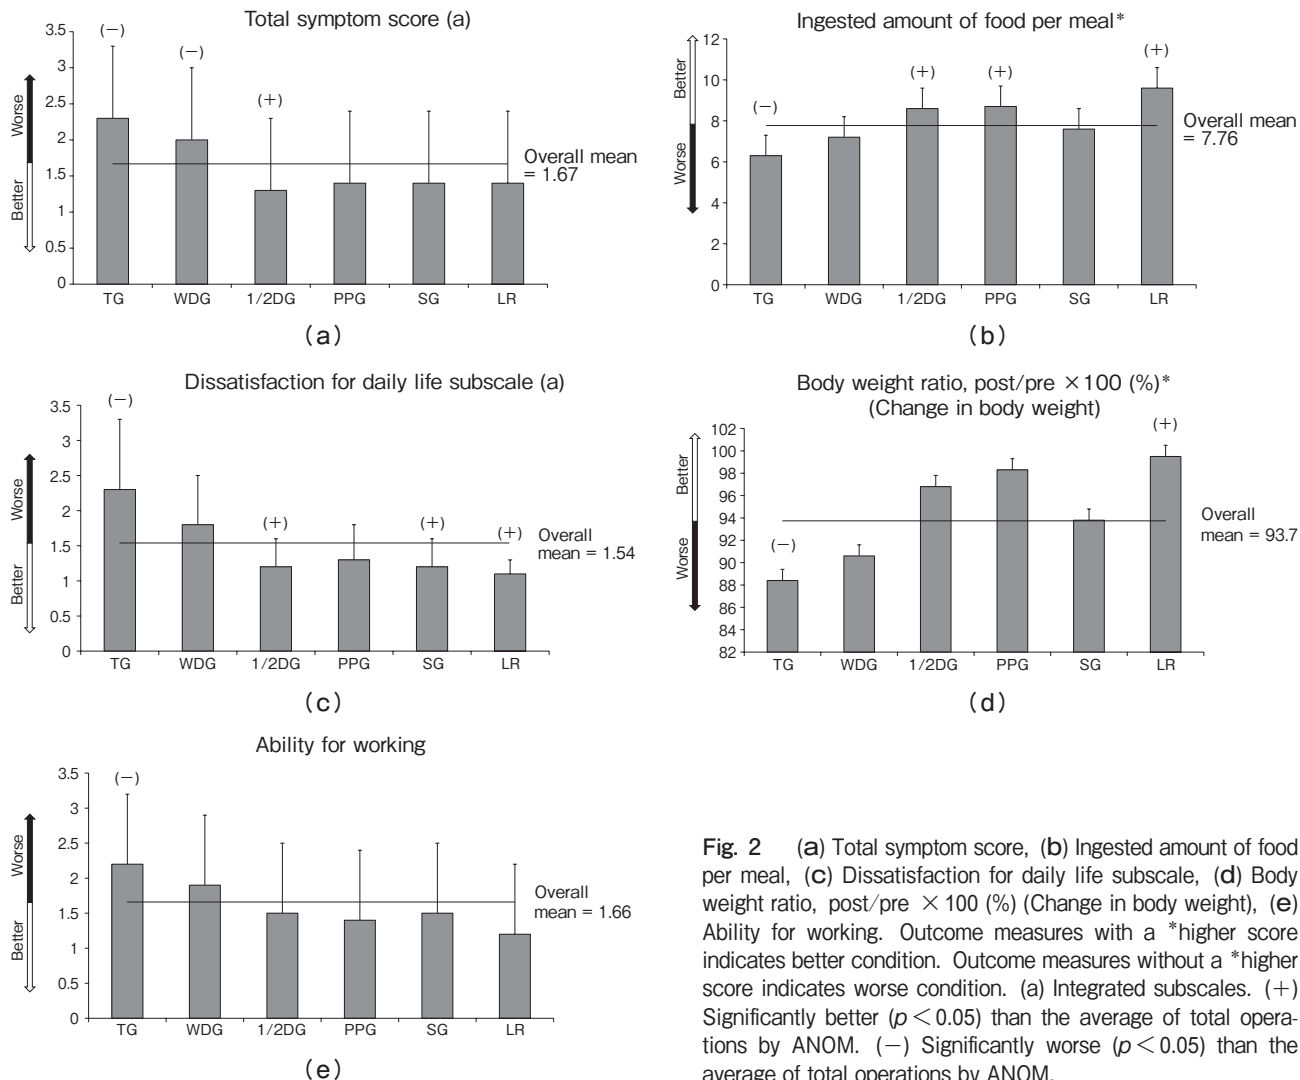 Total symptom score (a)
3.5
3
2.5
2
1.5
1
0.5
0
Worse
Better
(−)
(−)
(+)
Overall mean
= 1.67
TG WDG 1/2DG PPG SG LR
(a)
Ingested amount of food per meal*
12
10
8
6
4
2
0
Better
Worse
(−)
(+)
(+)
(+)
Overall mean
= 7.76
TG WDG 1/2DG PPG SG LR
(b)
Dissatisfaction for daily life subscale (a)
3.5
3
2.5
2
1.5
1
0.5
0
Worse
Better
(−)
(+)
(+)
(+)
Overall
mean = 1.54
TG WDG 1/2DG PPG SG LR
(c)
Body weight ratio, post/pre ×100 (%)*
(Change in body weight)
102
100
98
96
94
92
90
88
86
84
82
Better
Worse
(−)
(+)
Overall
mean = 93.7
TG WDG 1/2DG PPG SG LR
(d)
Ability for working
3.5
3
2.5
2
1.5
1
0.5
0
Worse
Better
(−)
Overall
mean = 1.66
TG WDG 1/2DG PPG SG LR
(e)
Fig. 2 (a) Total symptom score, (b) Ingested amount of food
per meal, (c) Dissatisfaction for daily life subscale, (d) Body
weight ratio, post/pre ×100 (%) (Change in body weight), (e)
Ability for working. Outcome measures with a *higher score
indicates better condition. Outcome measures without a *higher
score indicates worse condition. (a) Integrated subscales. (+)
Significantly better (p < 0.05) than the average of total opera-
tions by ANOM. (−) Significantly worse (p < 0.05) than the
average of total operations by ANOM.